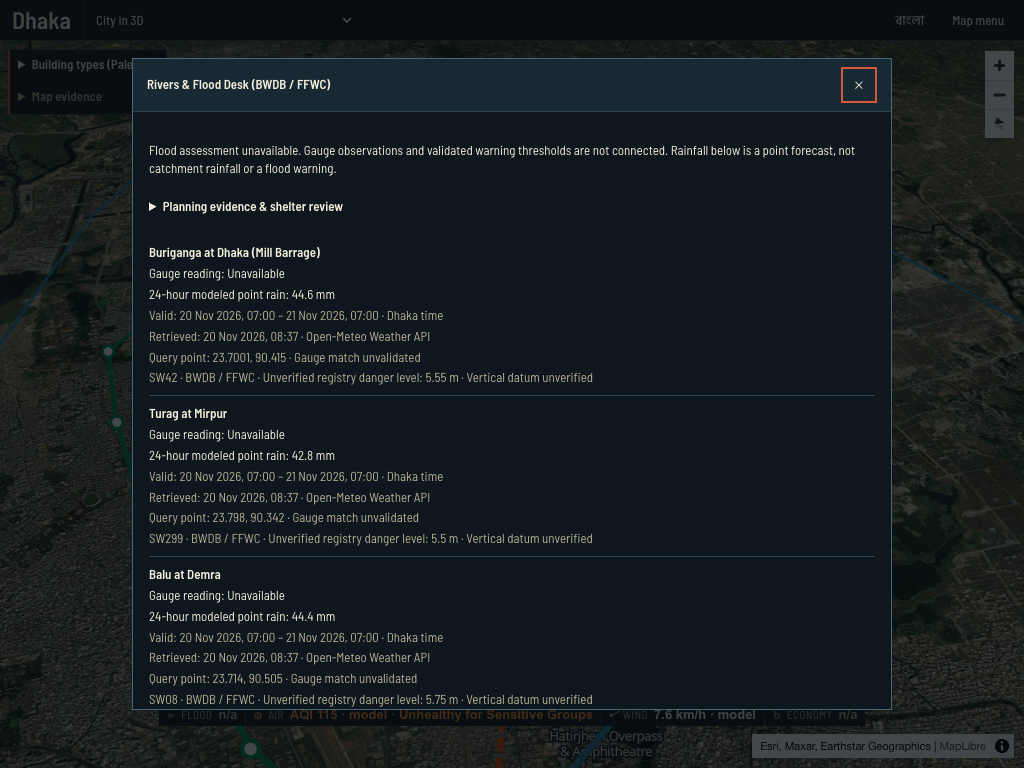 Dhaka
City in 3D
বাংলা
Map menu
Building types (Pale
Map evidence
Rivers & Flood Desk (BWDB / FFWC)
Flood assessment unavailable. Gauge observations and validated warning thresholds are not connected. Rainfall below is a point forecast, not
catchment rainfall or a flood warning.
Planning evidence & shelter review
Buriganga at Dhaka (Mill Barrage)
Gauge reading: Unavailable
24-hour modeled point rain: 44.6 mm
Valid: 20 Nov 2026, 07:00 – 21 Nov 2026, 07:00 · Dhaka time
Retrieved: 20 Nov 2026, 08:37 · Open-Meteo Weather API
Query point: 23.7001, 90.415 · Gauge match unvalidated
SW42 · BWDB / FFWC · Unverified registry danger level: 5.55 m · Vertical datum unverified
Turag at Mirpur
Gauge reading: Unavailable
24-hour modeled point rain: 42.8 mm
Valid: 20 Nov 2026, 07:00 – 21 Nov 2026, 07:00 · Dhaka time
Retrieved: 20 Nov 2026, 08:37 · Open-Meteo Weather API
Query point: 23.798, 90.342 · Gauge match unvalidated
SW299 · BWDB / FFWC · Unverified registry danger level: 5.5 m · Vertical datum unverified
Balu at Demra
Gauge reading: Unavailable
24-hour modeled point rain: 44.4 mm
Valid: 20 Nov 2026, 07:00 – 21 Nov 2026, 07:00 · Dhaka time
Retrieved: 20 Nov 2026, 08:37 · Open-Meteo Weather API
Query point: 23.714, 90.505 · Gauge match unvalidated
SW08 · BWDB / FFWC · Unverified registry danger level: 5.75 m · Vertical datum unverified
FLOOD n/a AIR AQI 115 · model · Unhealthy for Sensitive Groups WIND 7.6 km/h · model ECONOMY n/a
Hatirjheel Overpass
& Amphitheatre
Esri, Maxar, Earthstar Geographics | MapLibre